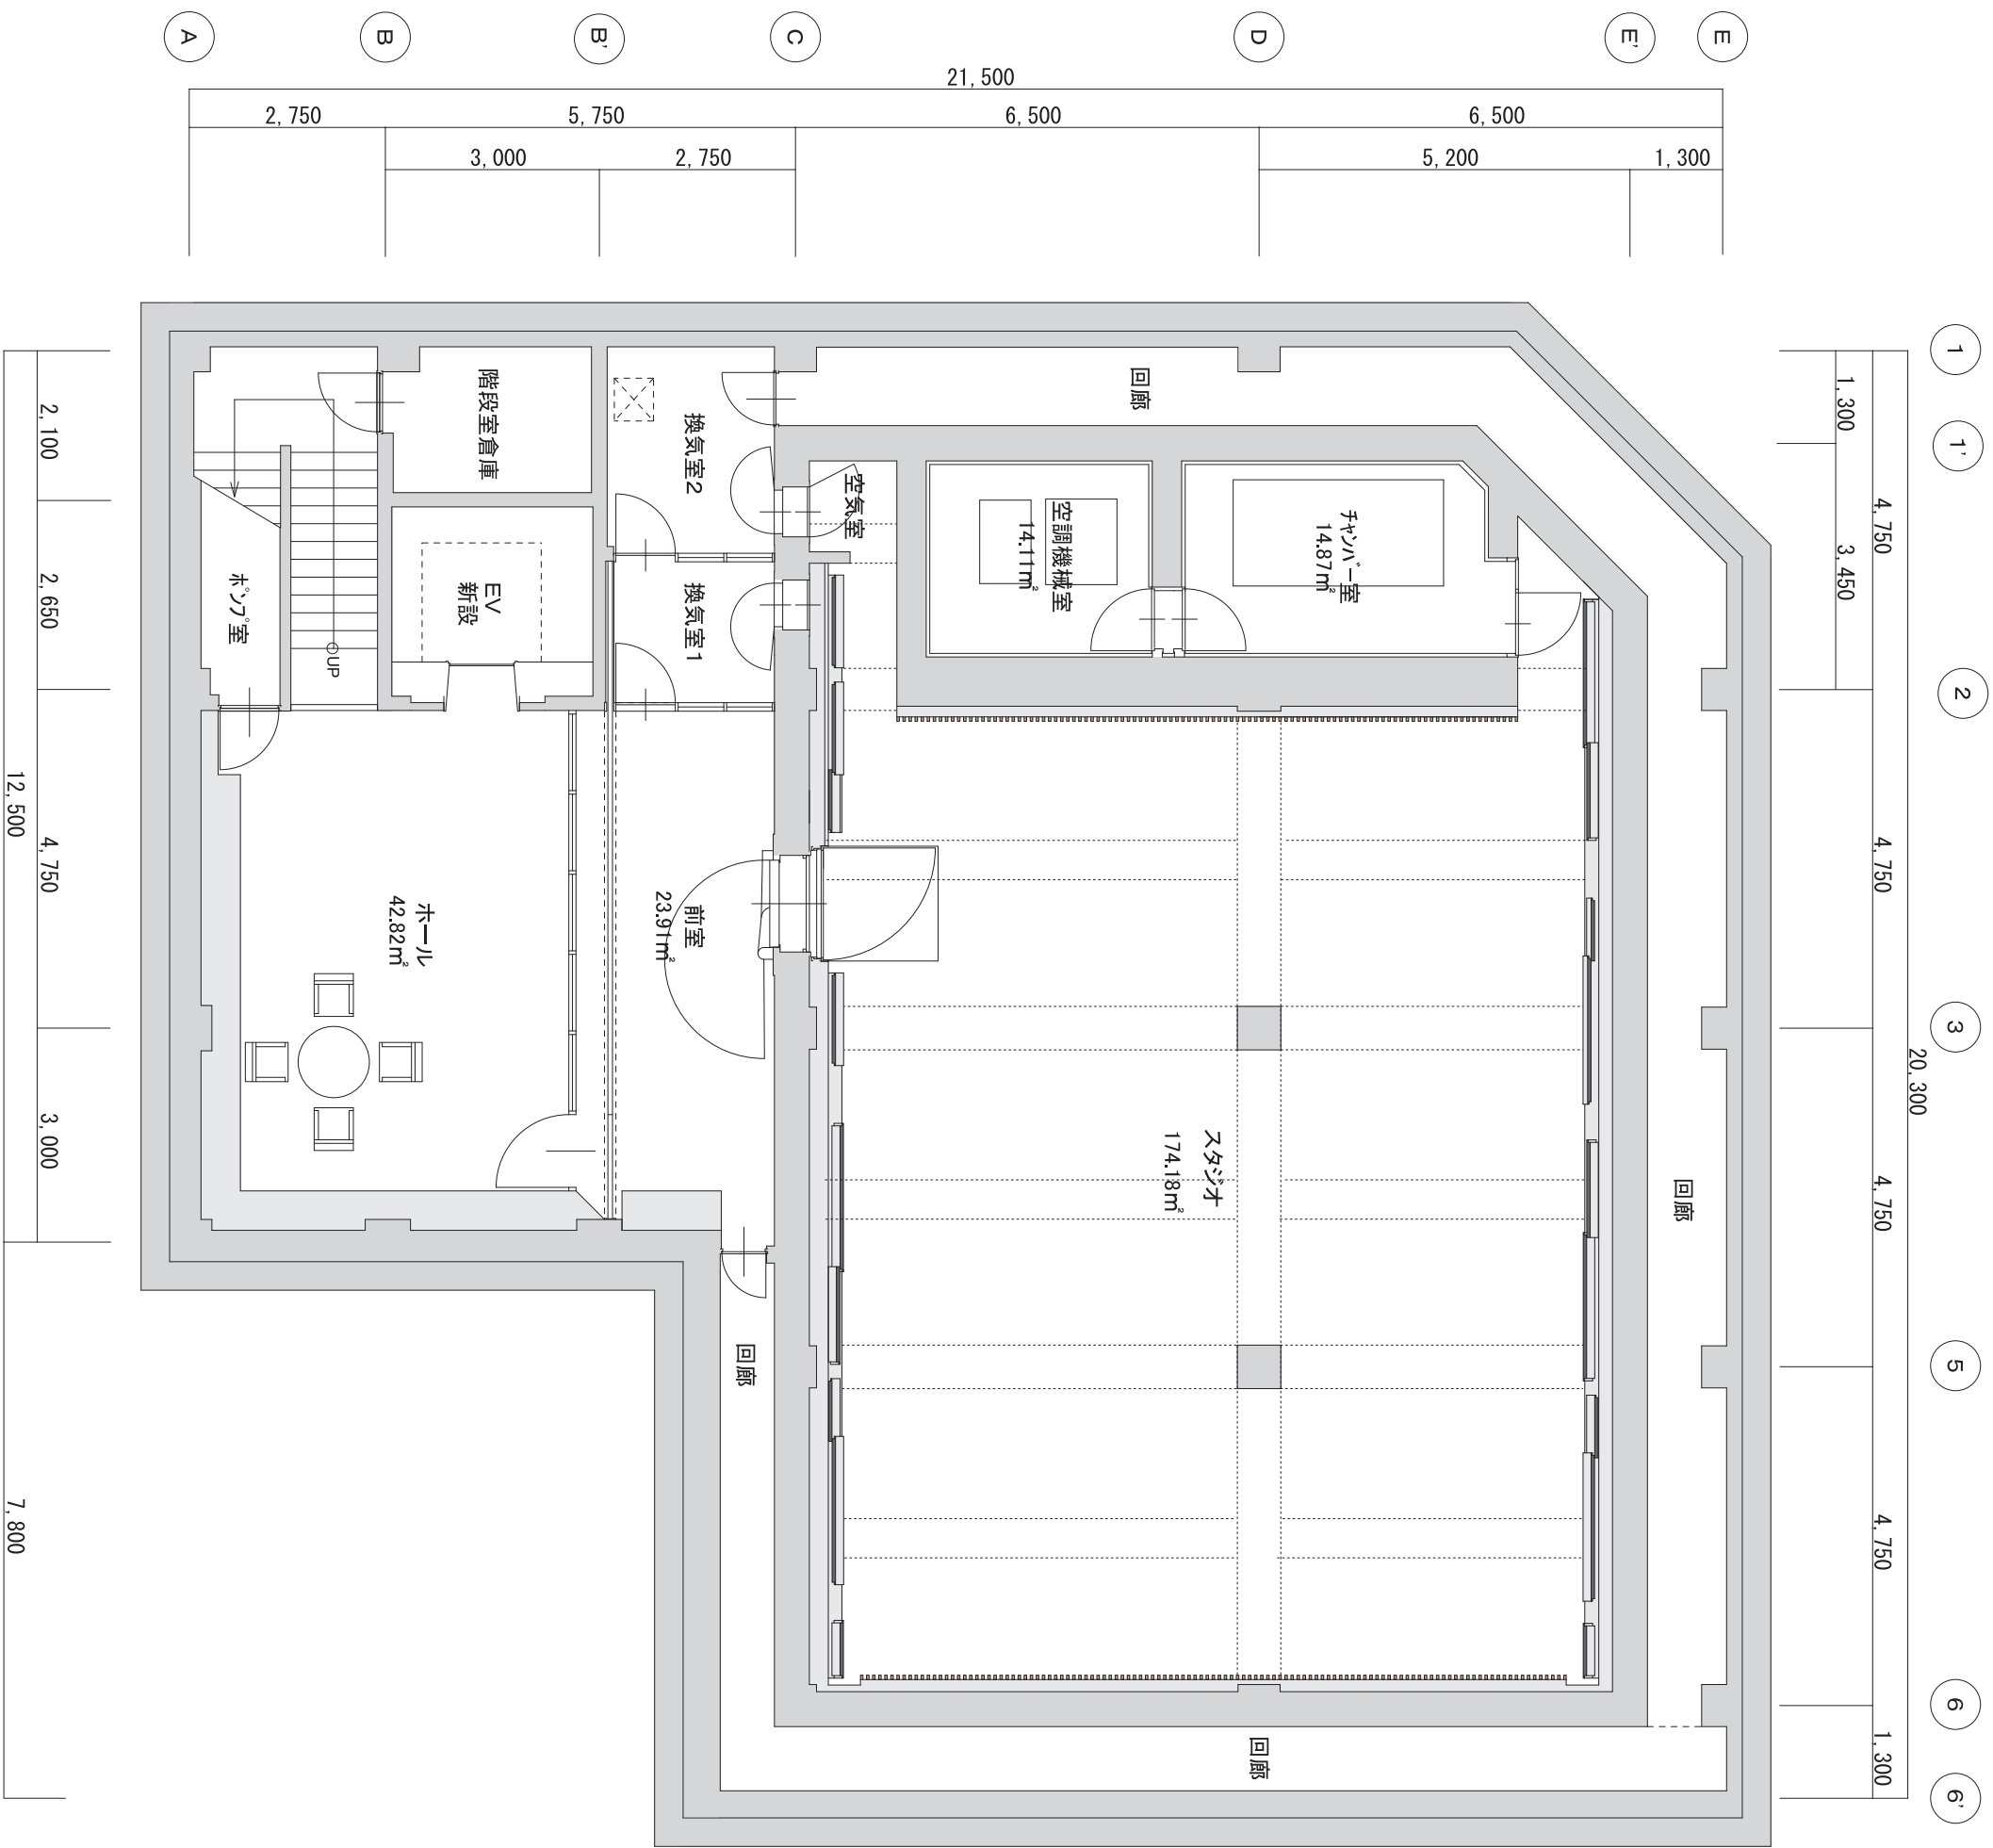 A
B
B'
C
D
E'
E
21,500
2,750
5,750
6,500
6,500
3,000
2,750
5,200
1,300
1
1'
2
3
5
6
6'
1,300
3,450
4,750
4,750
4,750
4,750
1,300
20,300
2,100
2,650
4,750
3,000
12,500
7,800
階段室倉庫
換気室2
回廊
空気室
空調機械室
14.11㎡
チャンバー室
14.87㎡
ポンプ室
UP
EV
新設
換気室1
ホール
42.82㎡
前室
23.91㎡
スタジオ
174.18㎡
回廊
回廊
回廊